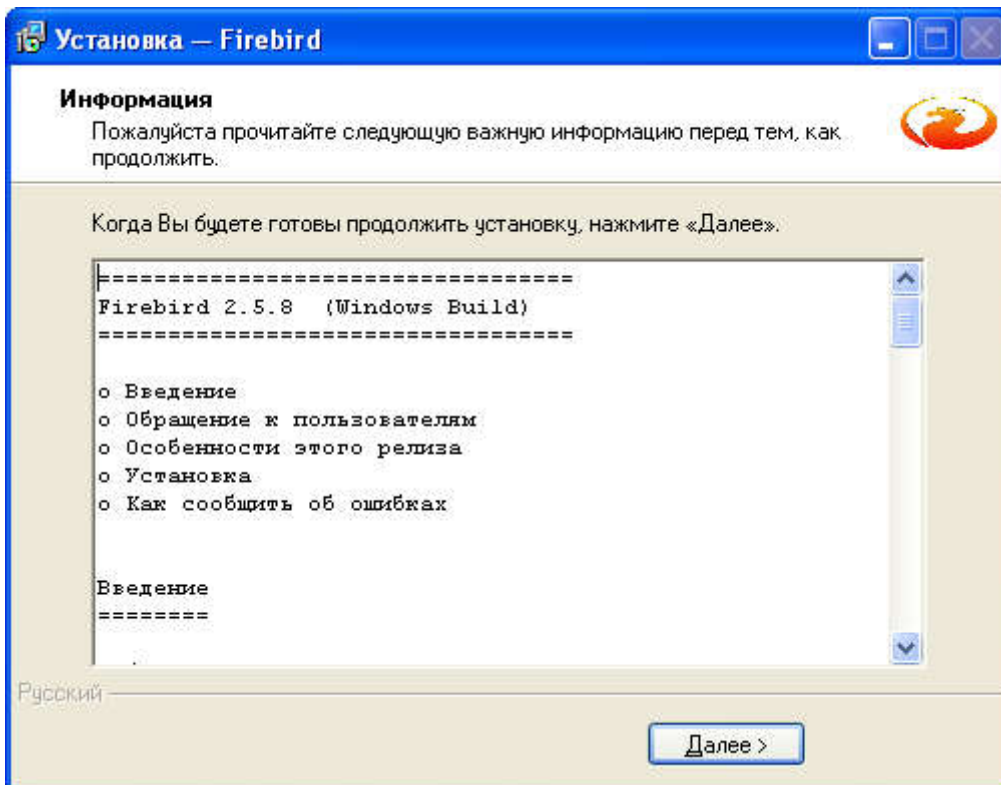 Установка — Firebird
Информация
Пожалуйста прочитайте следующую важную информацию перед тем, как
продолжить.
Когда Вы будете готовы продолжить установку, нажмите «Далее».
==================================
Firebird 2.5.8 (Windows Build)
==================================
o Введение
o Обращение к пользователям
o Особенности этого релиза
o Установка
o Как сообщить об ошибках
Введение
========
Русский
Далее >